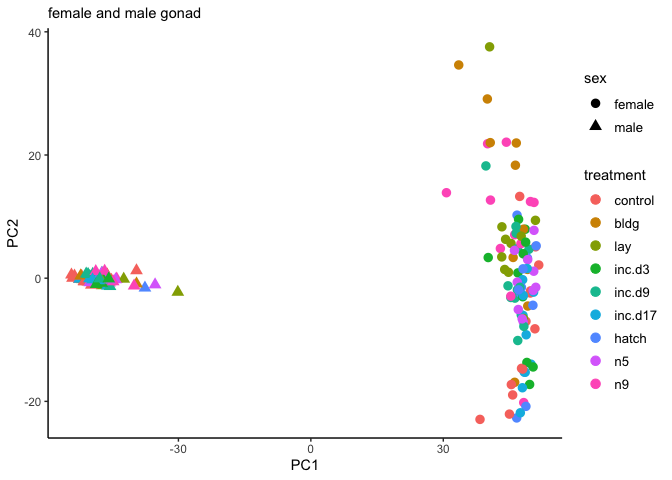 female and male gonad
40
20
0
-20
PC2
-30
0
30
PC1
sex
female
male
treatment
control
bldg
lay
inc.d3
inc.d9
inc.d17
hatch
n5
n9